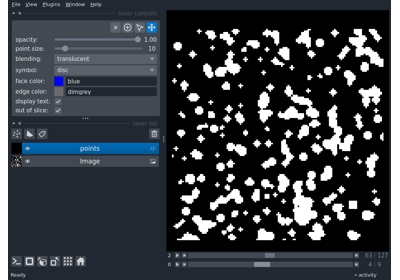 File View Plugins Window Help
layer controls
opacity: 1.00
point size: 10
blending: translucent
symbol: disc
face color: blue
edge color: dimgrey
display text:
out of slice:
layer list
points
Image
2 63 127
0 4 9
Ready activity